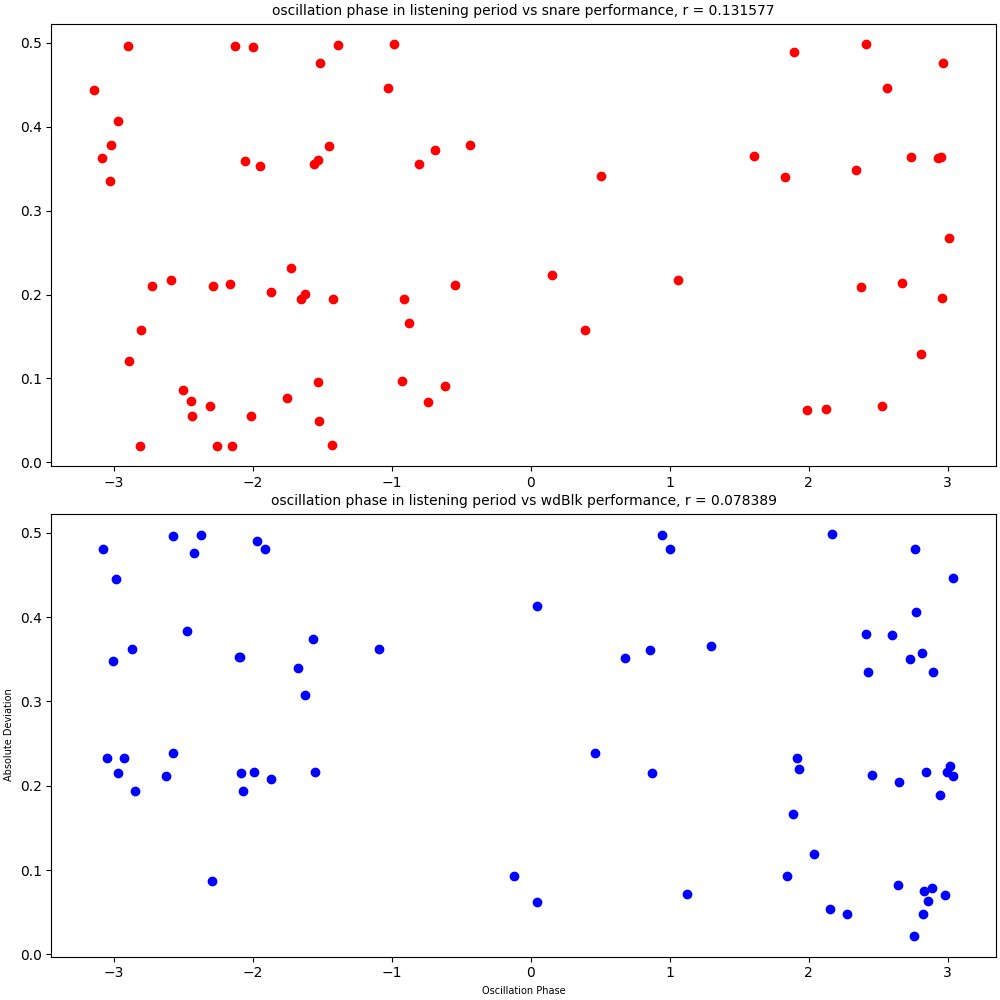 oscillation phase in listening period vs snare performance, r = 0.131577
0.5
0.4
0.3
0.2
0.1
0.0
−3 −2 −1 0 1 2 3
oscillation phase in listening period vs wdBlk performance, r = 0.078389
Absolute Deviation
0.5
0.4
0.3
0.2
0.1
0.0
−3 −2 −1 0 1 2 3
Oscillation Phase